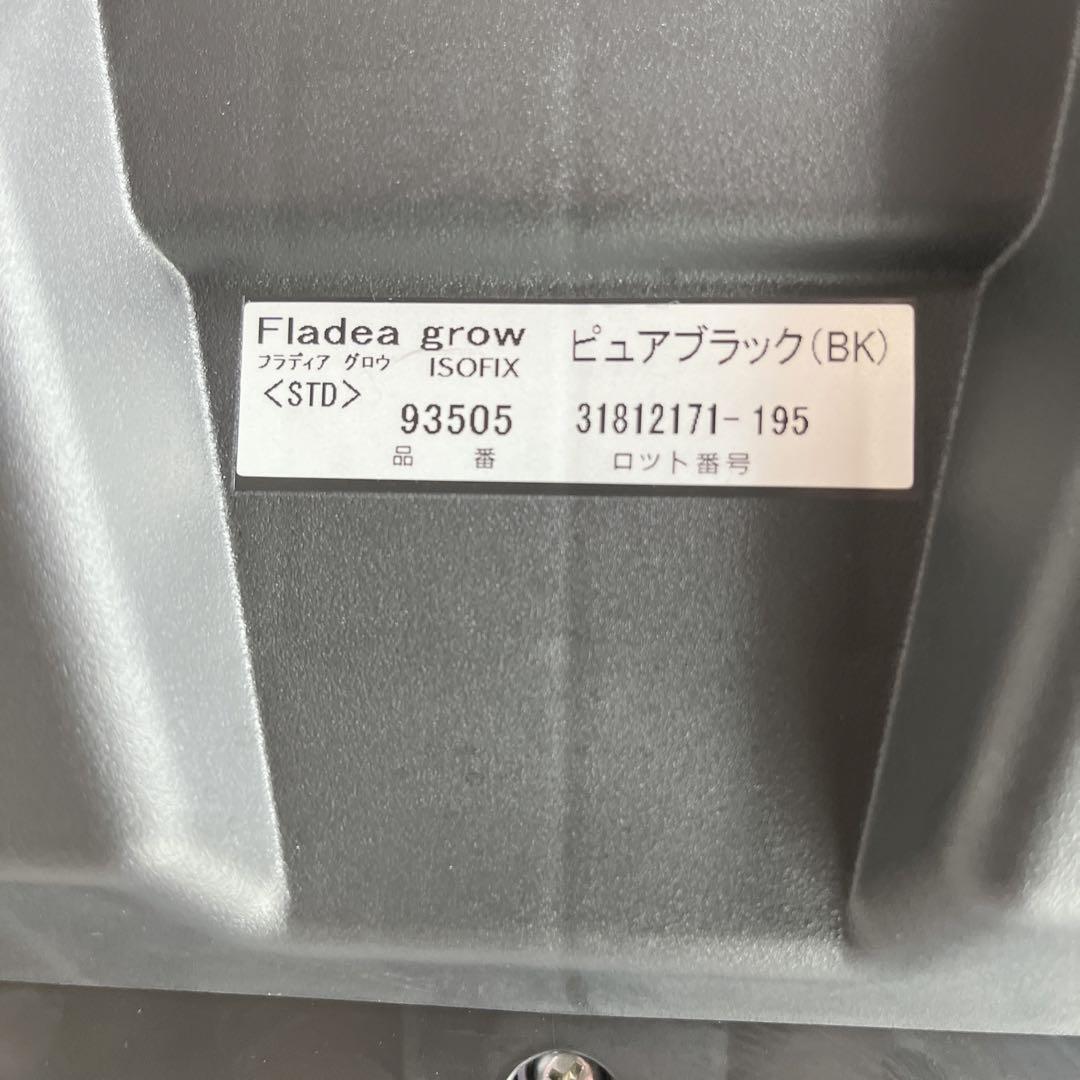 Fladea grow ピュアブラック(BK)
フラディア グロウ ISOFIX
<STD>
93505 31812171-195
品番 ロット番号